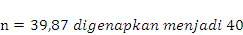 n = 39,87 digenapkan menjadi 40